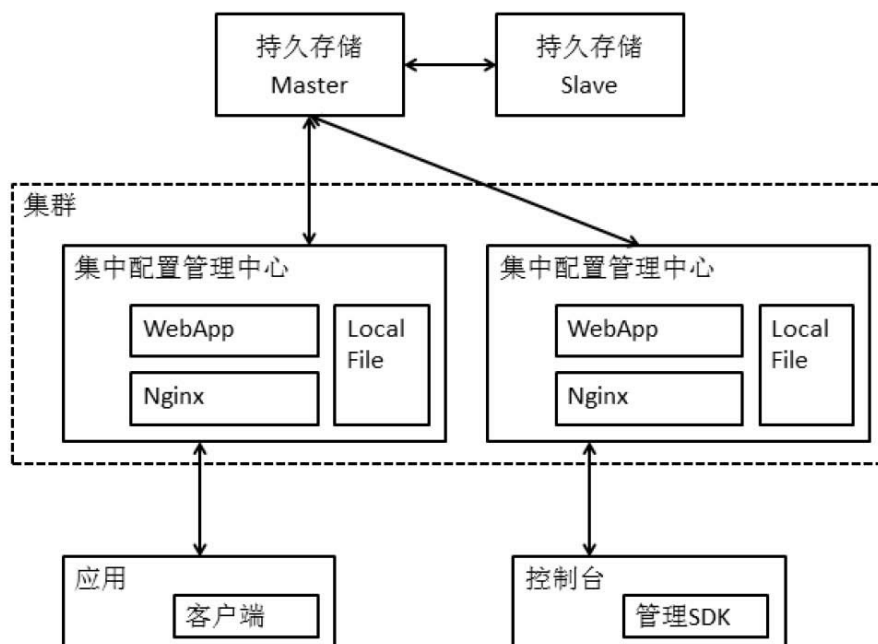 持久存储
Master
持久存储
Slave
集群
集中配置管理中心
WebApp
Nginx
Local
File
集中配置管理中心
WebApp
Nginx
Local
File
应用
客户端
控制台
管理SDK